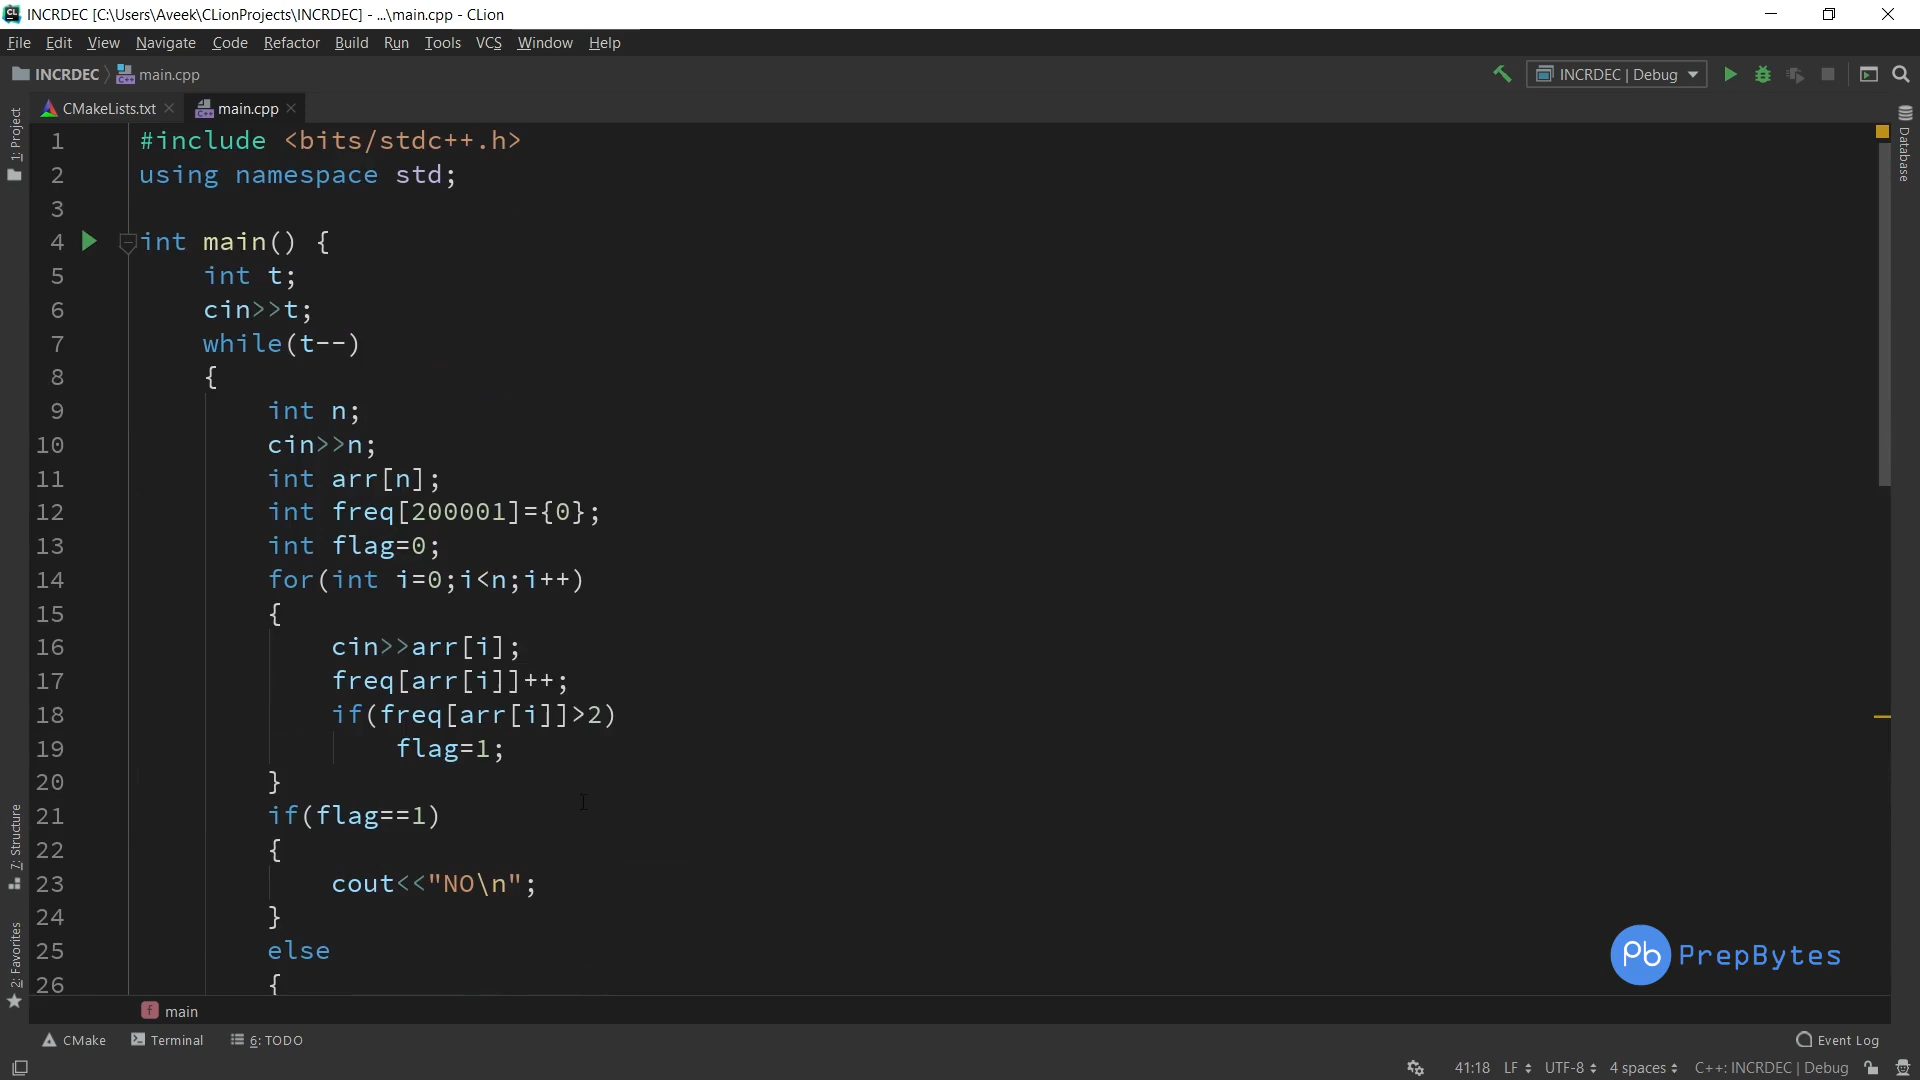 INCRDEC [C:\Users\Aveek\CLionProjects\INCRDEC] - ...\main.cpp - CLion
File Edit View Navigate Code Refactor Build Run Tools VCS Window Help
INCRDEC main.cpp INCRDEC | Debug
CMakeLists.txt main.cpp
1: Project
Database
1 #include <bits/stdc++.h>
2 using namespace std;
3
4 int main() {
5 int t;
6 cin>>t;
7 while(t--)
8 {
9 int n;
10 cin>>n;
11 int arr[n];
12 int freq[200001]={0};
13 int flag=0;
14 for(int i=0;i<n;i++)
15 {
16 cin>>arr[i];
17 freq[arr[i]]++;
18 if(freq[arr[i]]>2)
19 flag=1;
20 }
21 if(flag==1)
22 {
23 cout<<"NO\n";
24 }
25 else
26 {
7: Structure
2: Favorites
Pb PrepBytes
f main
CMake Terminal 6: TODO Event Log
41:18 LF UTF-8 4 spaces C++: INCRDEC | Debug